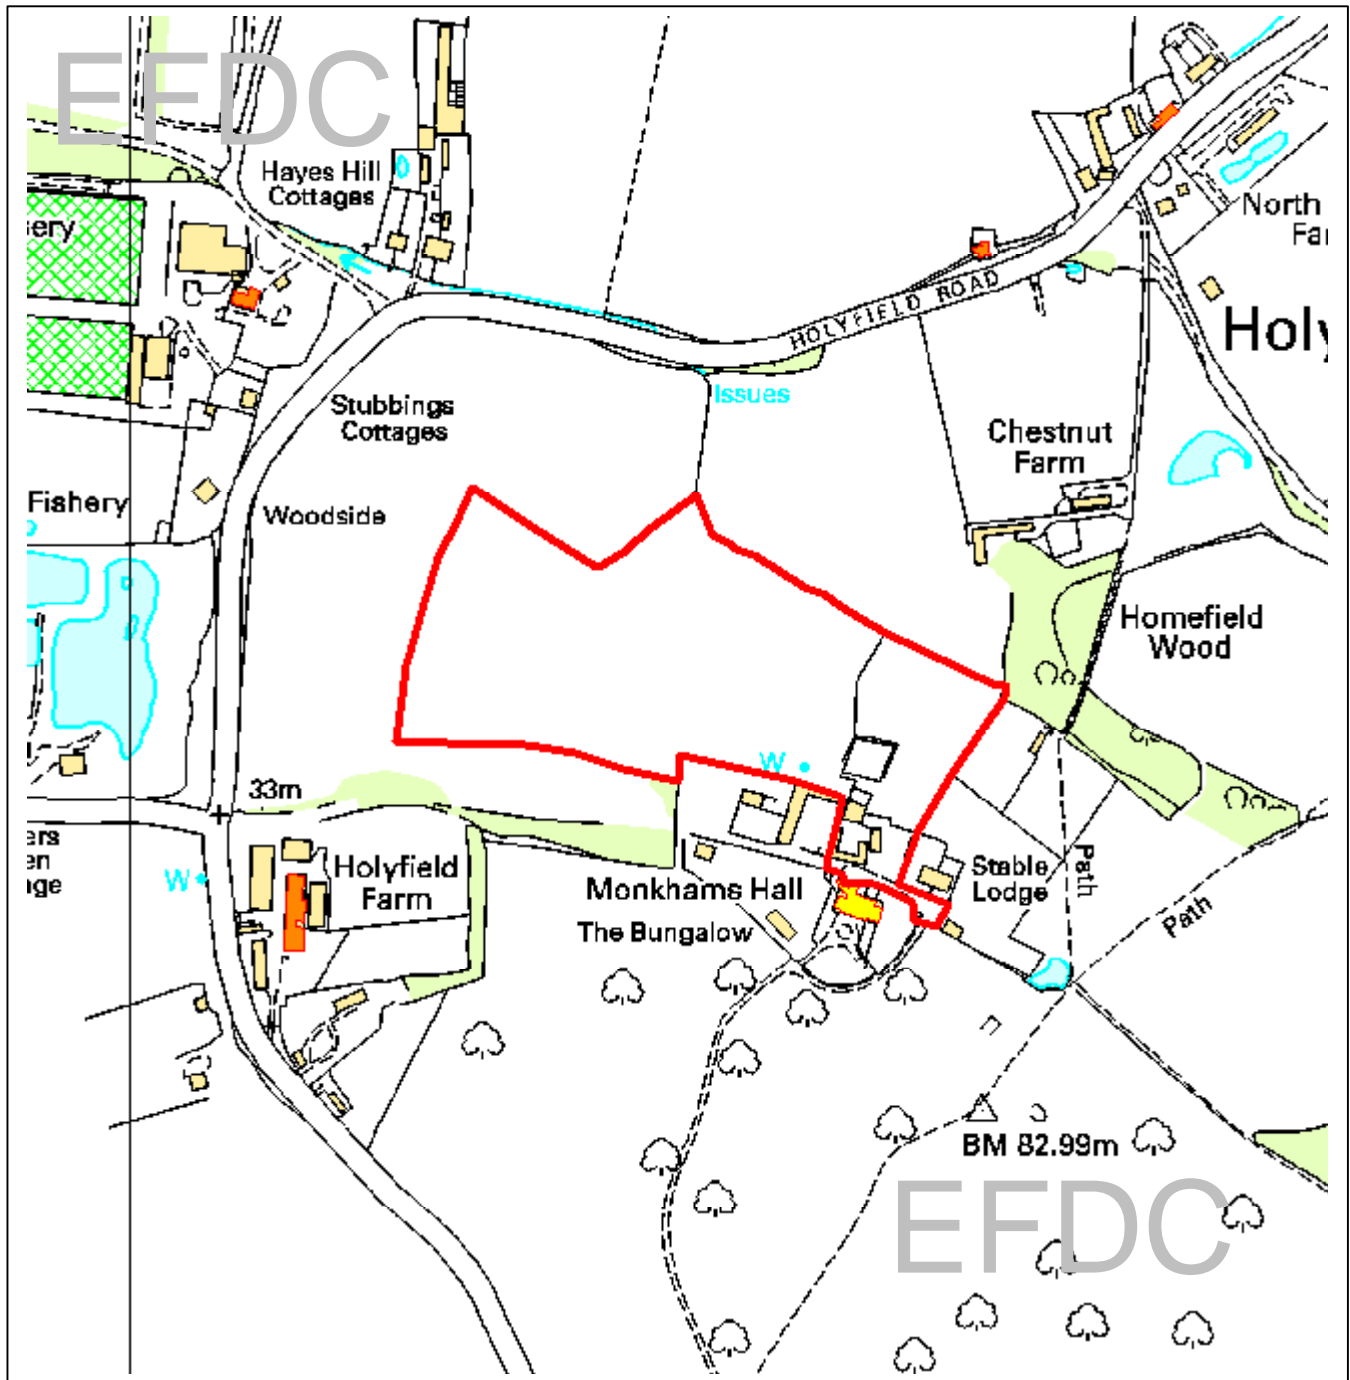 EFDC
Hayes Hill
Cottages
North
HOLYFIELD ROAD
Issues
Stubbings
Cottages
Chestnut
Farm
Fishery
Woodside
Homefield
Wood
W
33m
Holyfield
Farm
W
Monkhams Hall
The Bungalow
Stable
Lodge
Path
Path
BM 82.99m
EFDC